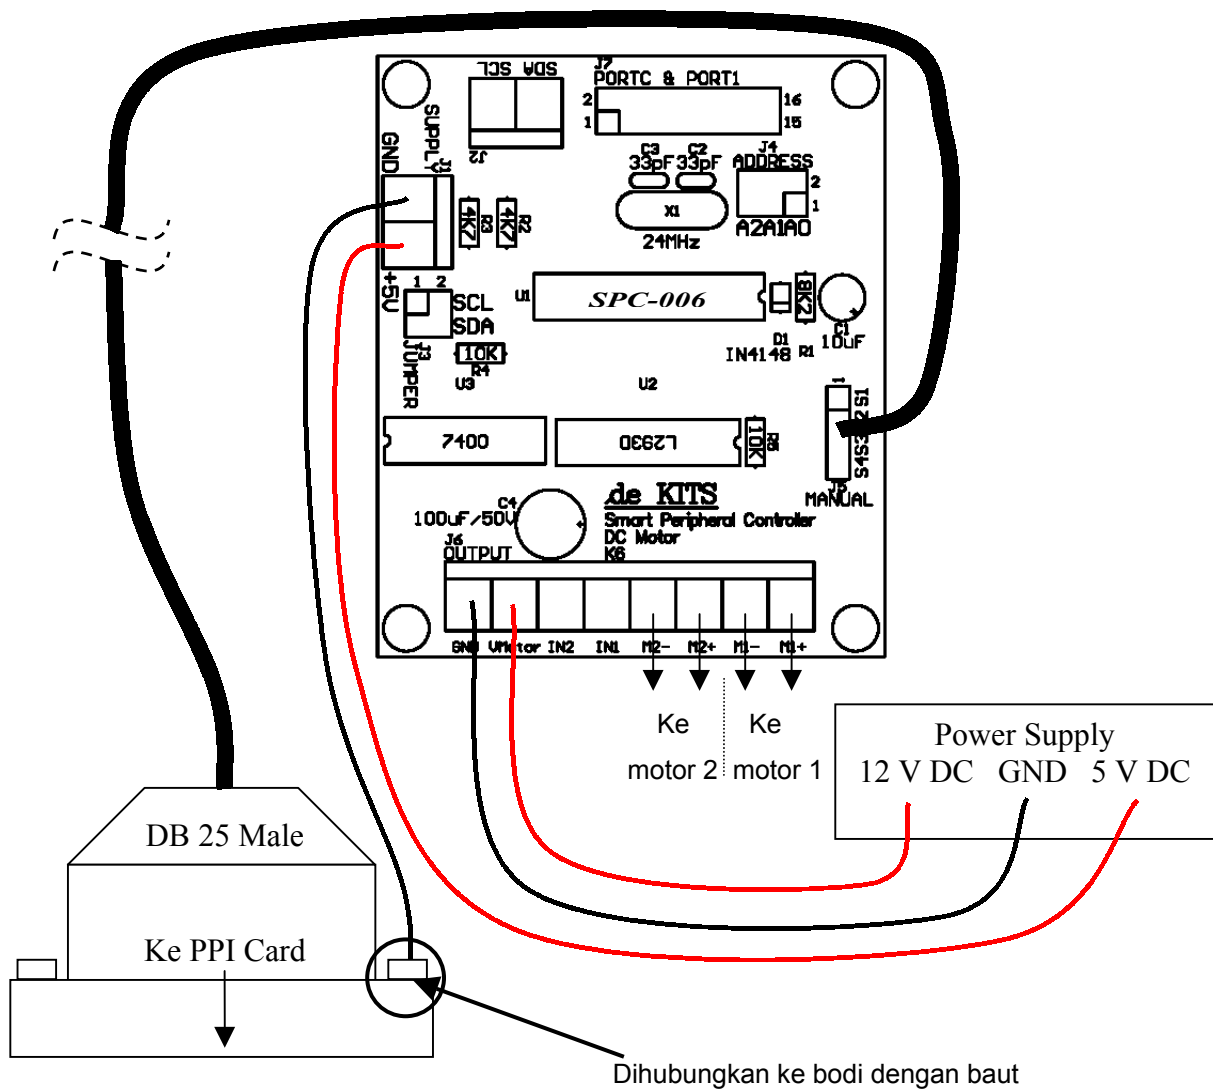 SDA SCL
J2
J7
PORTC & PORT1
2
16
1
15
SUPPLY
GND
J1
+5V
4K7
R3
4K7
R2
C3
C2
33pF
33pF
X1
24MHz
J4
ADDRESS
2
1
A2A1A0
1
2
SCL
SDA
J3
JUMPER
10K
R4
U1
SPC-006
D1
IN4148
8K2
R1
C1
10uF
U3
7400
U2
L293D
10K
1
S4S3S2S1
J5
MANUAL
C4
100uF/50V
de KITS
Smart Peripheral Controller
DC Motor
K6
J6
OUTPUT
GND VMotor IN2 IN1 M2- M2+ M1- M1+
Ke
motor 2
Ke
motor 1
Power Supply
12 V DC GND 5 V DC
DB 25 Male
Ke PPI Card
Dihubungkan ke bodi dengan baut